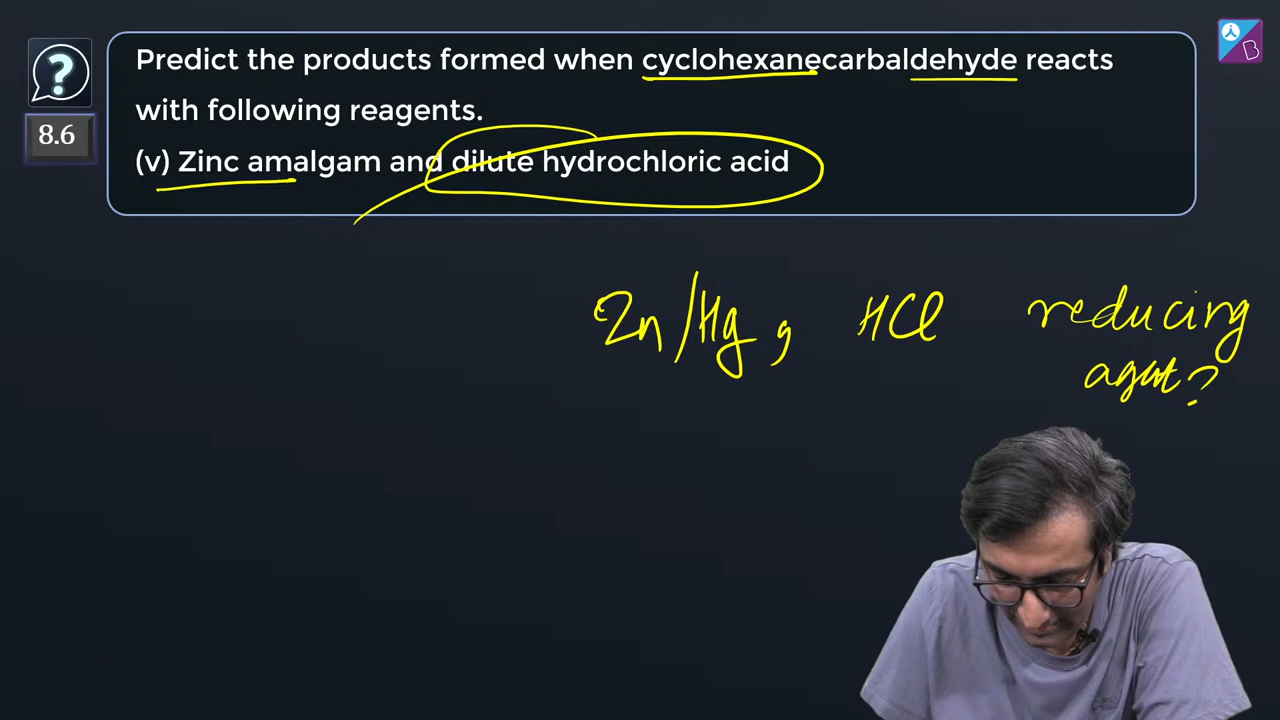 Predict the products formed when cyclohexanecarbaldehyde reacts
with following reagents.
8.6
(v) Zinc amalgam and dilute hydrochloric acid
Zn/Hg, HCl reducing
agent?